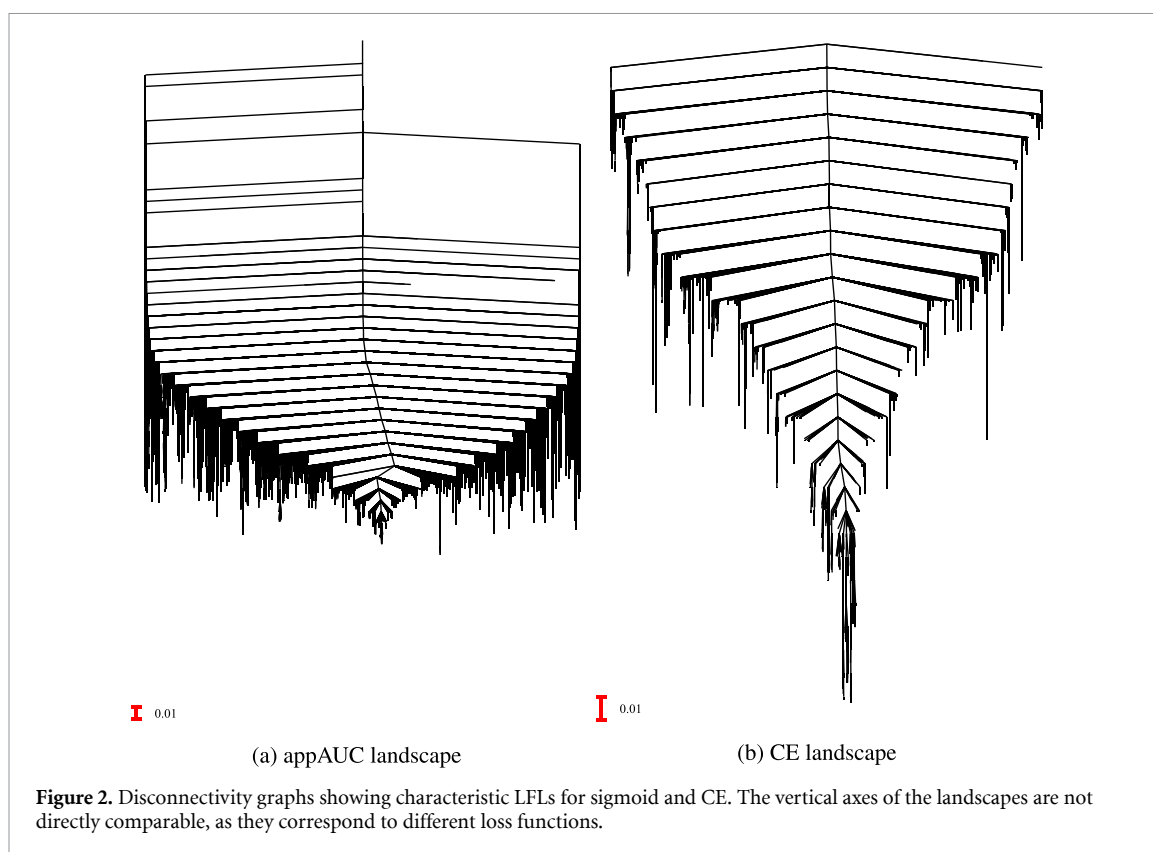 0.01
0.01
(a) appAUC landscape
(b) CE landscape
Figure 2. Disconnectivity graphs showing characteristic LFLs for sigmoid and CE. The vertical axes of the landscapes are not
directly comparable, as they correspond to different loss functions.